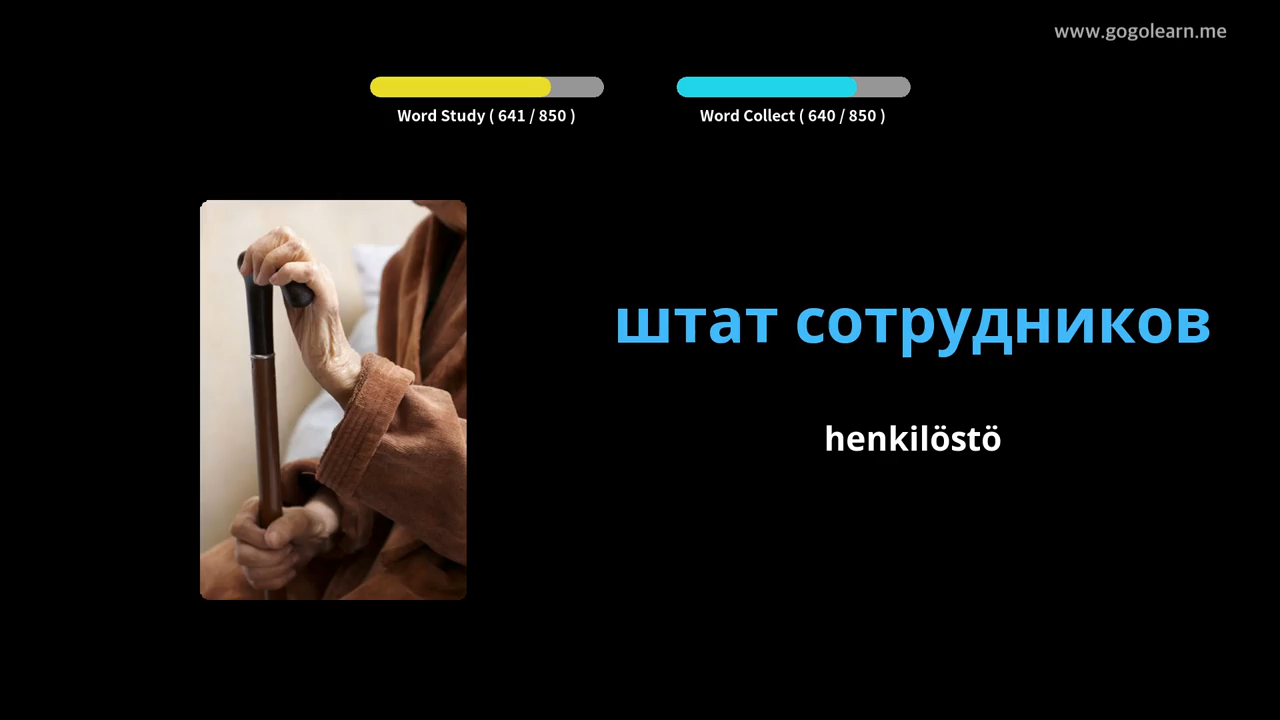 www.gogolearn.me
Word Study ( 641 / 850 )
Word Collect ( 640 / 850 )
штат сотрудников
henkilöstö